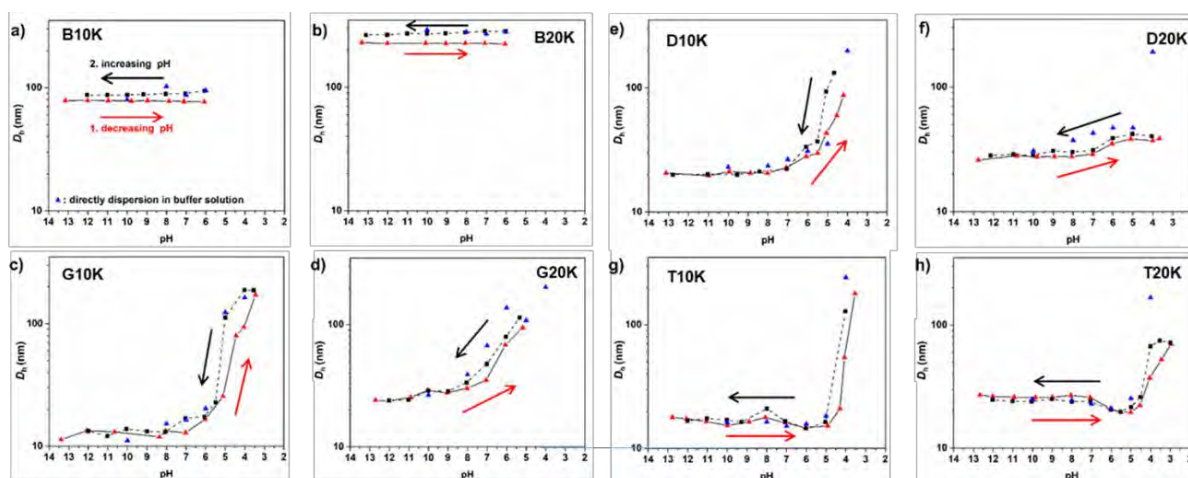 a) B10K
D_h (nm)
100
10
2. increasing pH
1. decreasing pH
▲: directly dispersion in buffer solution
14 13 12 11 10 9 8 7 6 5 4 3 2
pH
b) B20K
D_h (nm)
100
10
14 13 12 11 10 9 8 7 6 5 4 3 2
pH
e) D10K
D_h (nm)
100
10
14 13 12 11 10 9 8 7 6 5 4 3 2
pH
f) D20K
D_h (nm)
100
10
14 13 12 11 10 9 8 7 6 5 4 3 2
pH
c) G10K
D_h (nm)
100
10
14 13 12 11 10 9 8 7 6 5 4 3 2
pH
d) G20K
D_h (nm)
100
10
14 13 12 11 10 9 8 7 6 5 4 3 2
pH
g) T10K
D_h (nm)
100
10
14 13 12 11 10 9 8 7 6 5 4 3 2
pH
h) T20K
D_h (nm)
100
10
13 12 11 10 9 8 7 6 5 4 3 2
pH